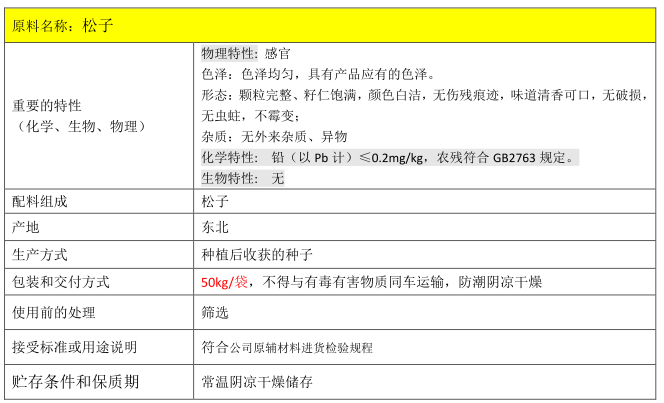 原料名称：松子
重要的特性
（化学、生物、物理）
物理特性：感官
色泽：色泽均匀，具有产品应有的色泽。
形态：颗粒完整、籽仁饱满，颜色白洁，无伤残痕迹，味道清香可口，无破损，
无虫蛀，不霉变；
杂质：无外来杂质、异物
化学特性： 铅（以 Pb 计）≤0.2mg/kg，农残符合 GB2763 规定。
生物特性： 无
配料组成 松子
产地 东北
生产方式 种植后收获的种子
包装和交付方式 50kg/袋，不得与有毒有害物质同车运输，防潮阴凉干燥
使用前的处理 筛选
接受标准或用途说明 符合公司原辅材料进货检验规程
贮存条件和保质期 常温阴凉干燥储存